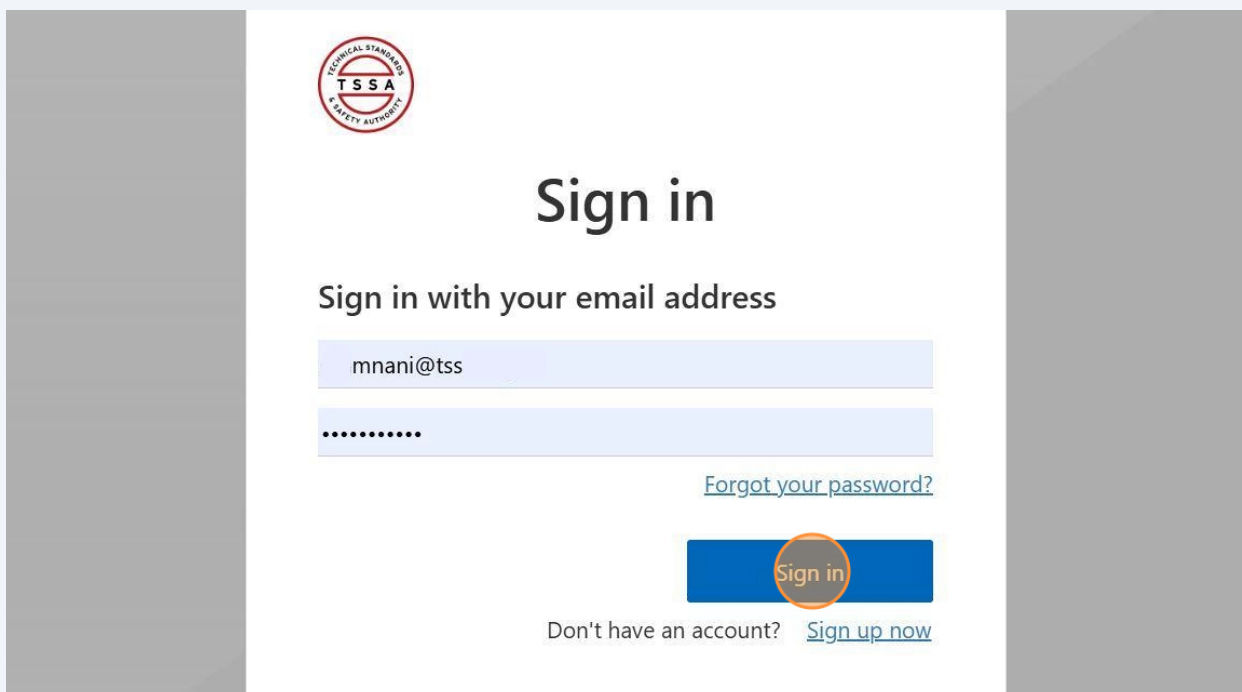 TECHNICAL STANDARDS
TSSA
& SAFETY AUTHORITY
Sign in
Sign in with your email address
mnani@tss
•••••••••••
Forgot your password?
Sign in
Don't have an account? Sign up now